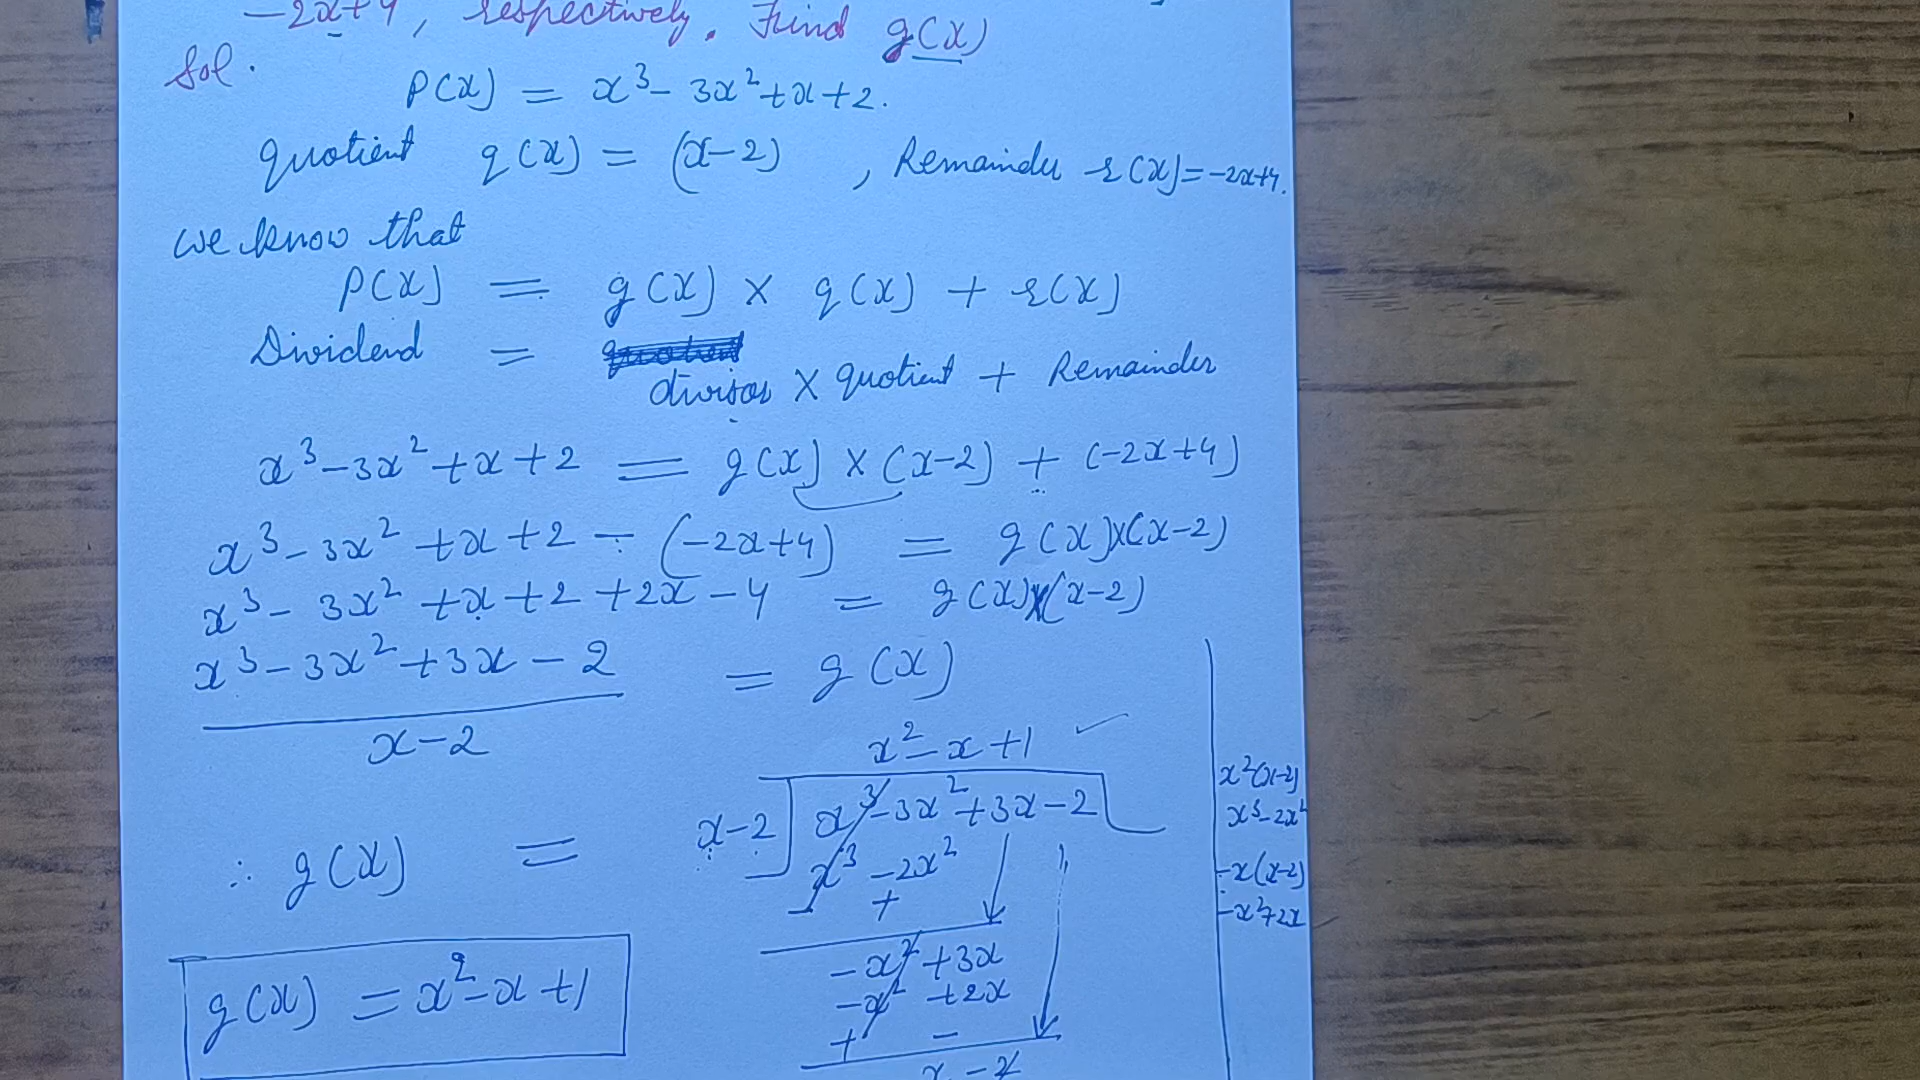 -2x+4, respectively. Find g(x)
Sol.
P(x) = x³- 3x²+x+2.
quotient q(x) = (x-2) , Remainder r(x)=-2x+4.
we know that
P(x) = g(x) × q(x) + r(x)
Dividend = divisor × quotient + Remainder
x³-3x²+x+2 = g(x) × (x-2) + (-2x+4)
x³-3x²+x+2 - (-2x+4) = g(x)×(x-2)
x³- 3x²+x+2+2x-4 = g(x)×(x-2)
x³-3x²+3x-2 = g(x)
x-2
x²-x+1 ✓
x-2 x³-3x²+3x-2
∴ g(x) =
x³-2x²
- +
-x²+3x
-x²+2x
+ -
x-2
g(x) = x²-x+1
x²(x-2)
x³-2x²
-x(x-2)
-x²+2x